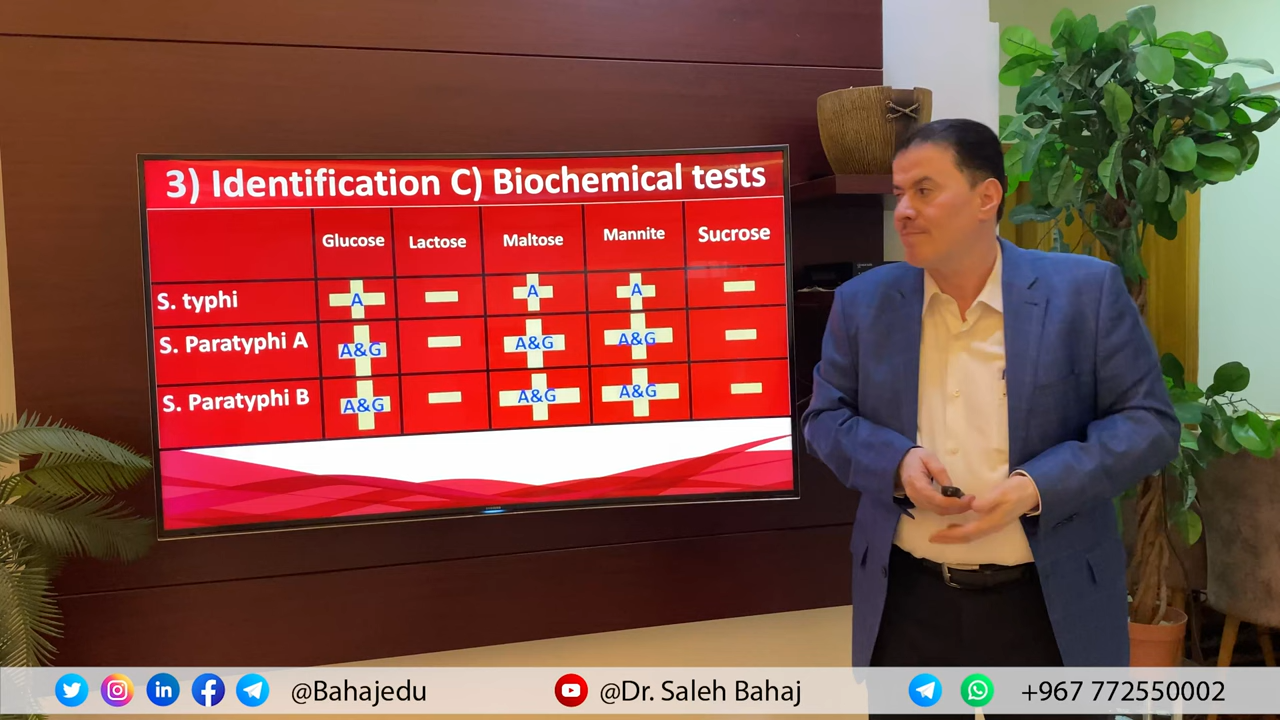 3) Identification C) Biochemical tests
Glucose Lactose Maltose Mannite Sucrose
S. typhi + A - + A + A -
S. Paratyphi A + A&G - + A&G + A&G -
S. Paratyphi B + A&G - + A&G + A&G -
@Bahajedu @Dr. Saleh Bahaj +967 772550002